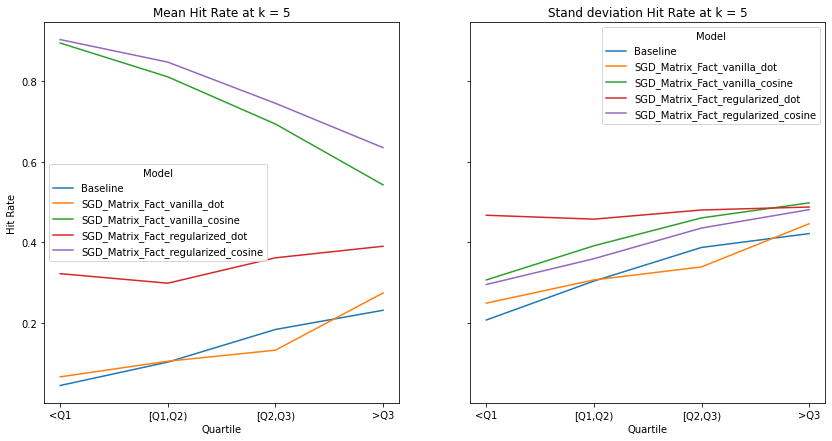 Mean Hit Rate at k = 5
Hit Rate
0.8
0.6
0.4
0.2
Model
Baseline
SGD_Matrix_Fact_vanilla_dot
SGD_Matrix_Fact_vanilla_cosine
SGD_Matrix_Fact_regularized_dot
SGD_Matrix_Fact_regularized_cosine
<Q1 [Q1,Q2) [Q2,Q3) >Q3
Quartile
Stand deviation Hit Rate at k = 5
Model
Baseline
SGD_Matrix_Fact_vanilla_dot
SGD_Matrix_Fact_vanilla_cosine
SGD_Matrix_Fact_regularized_dot
SGD_Matrix_Fact_regularized_cosine
<Q1 [Q1,Q2) [Q2,Q3) >Q3
Quartile